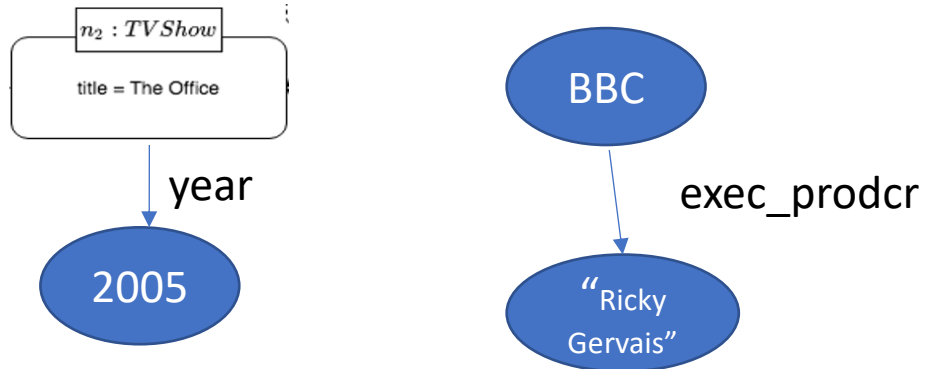 n₂ : TVShow
title = The Office
year
2005
BBC
exec_prodcr
“Ricky
Gervais”